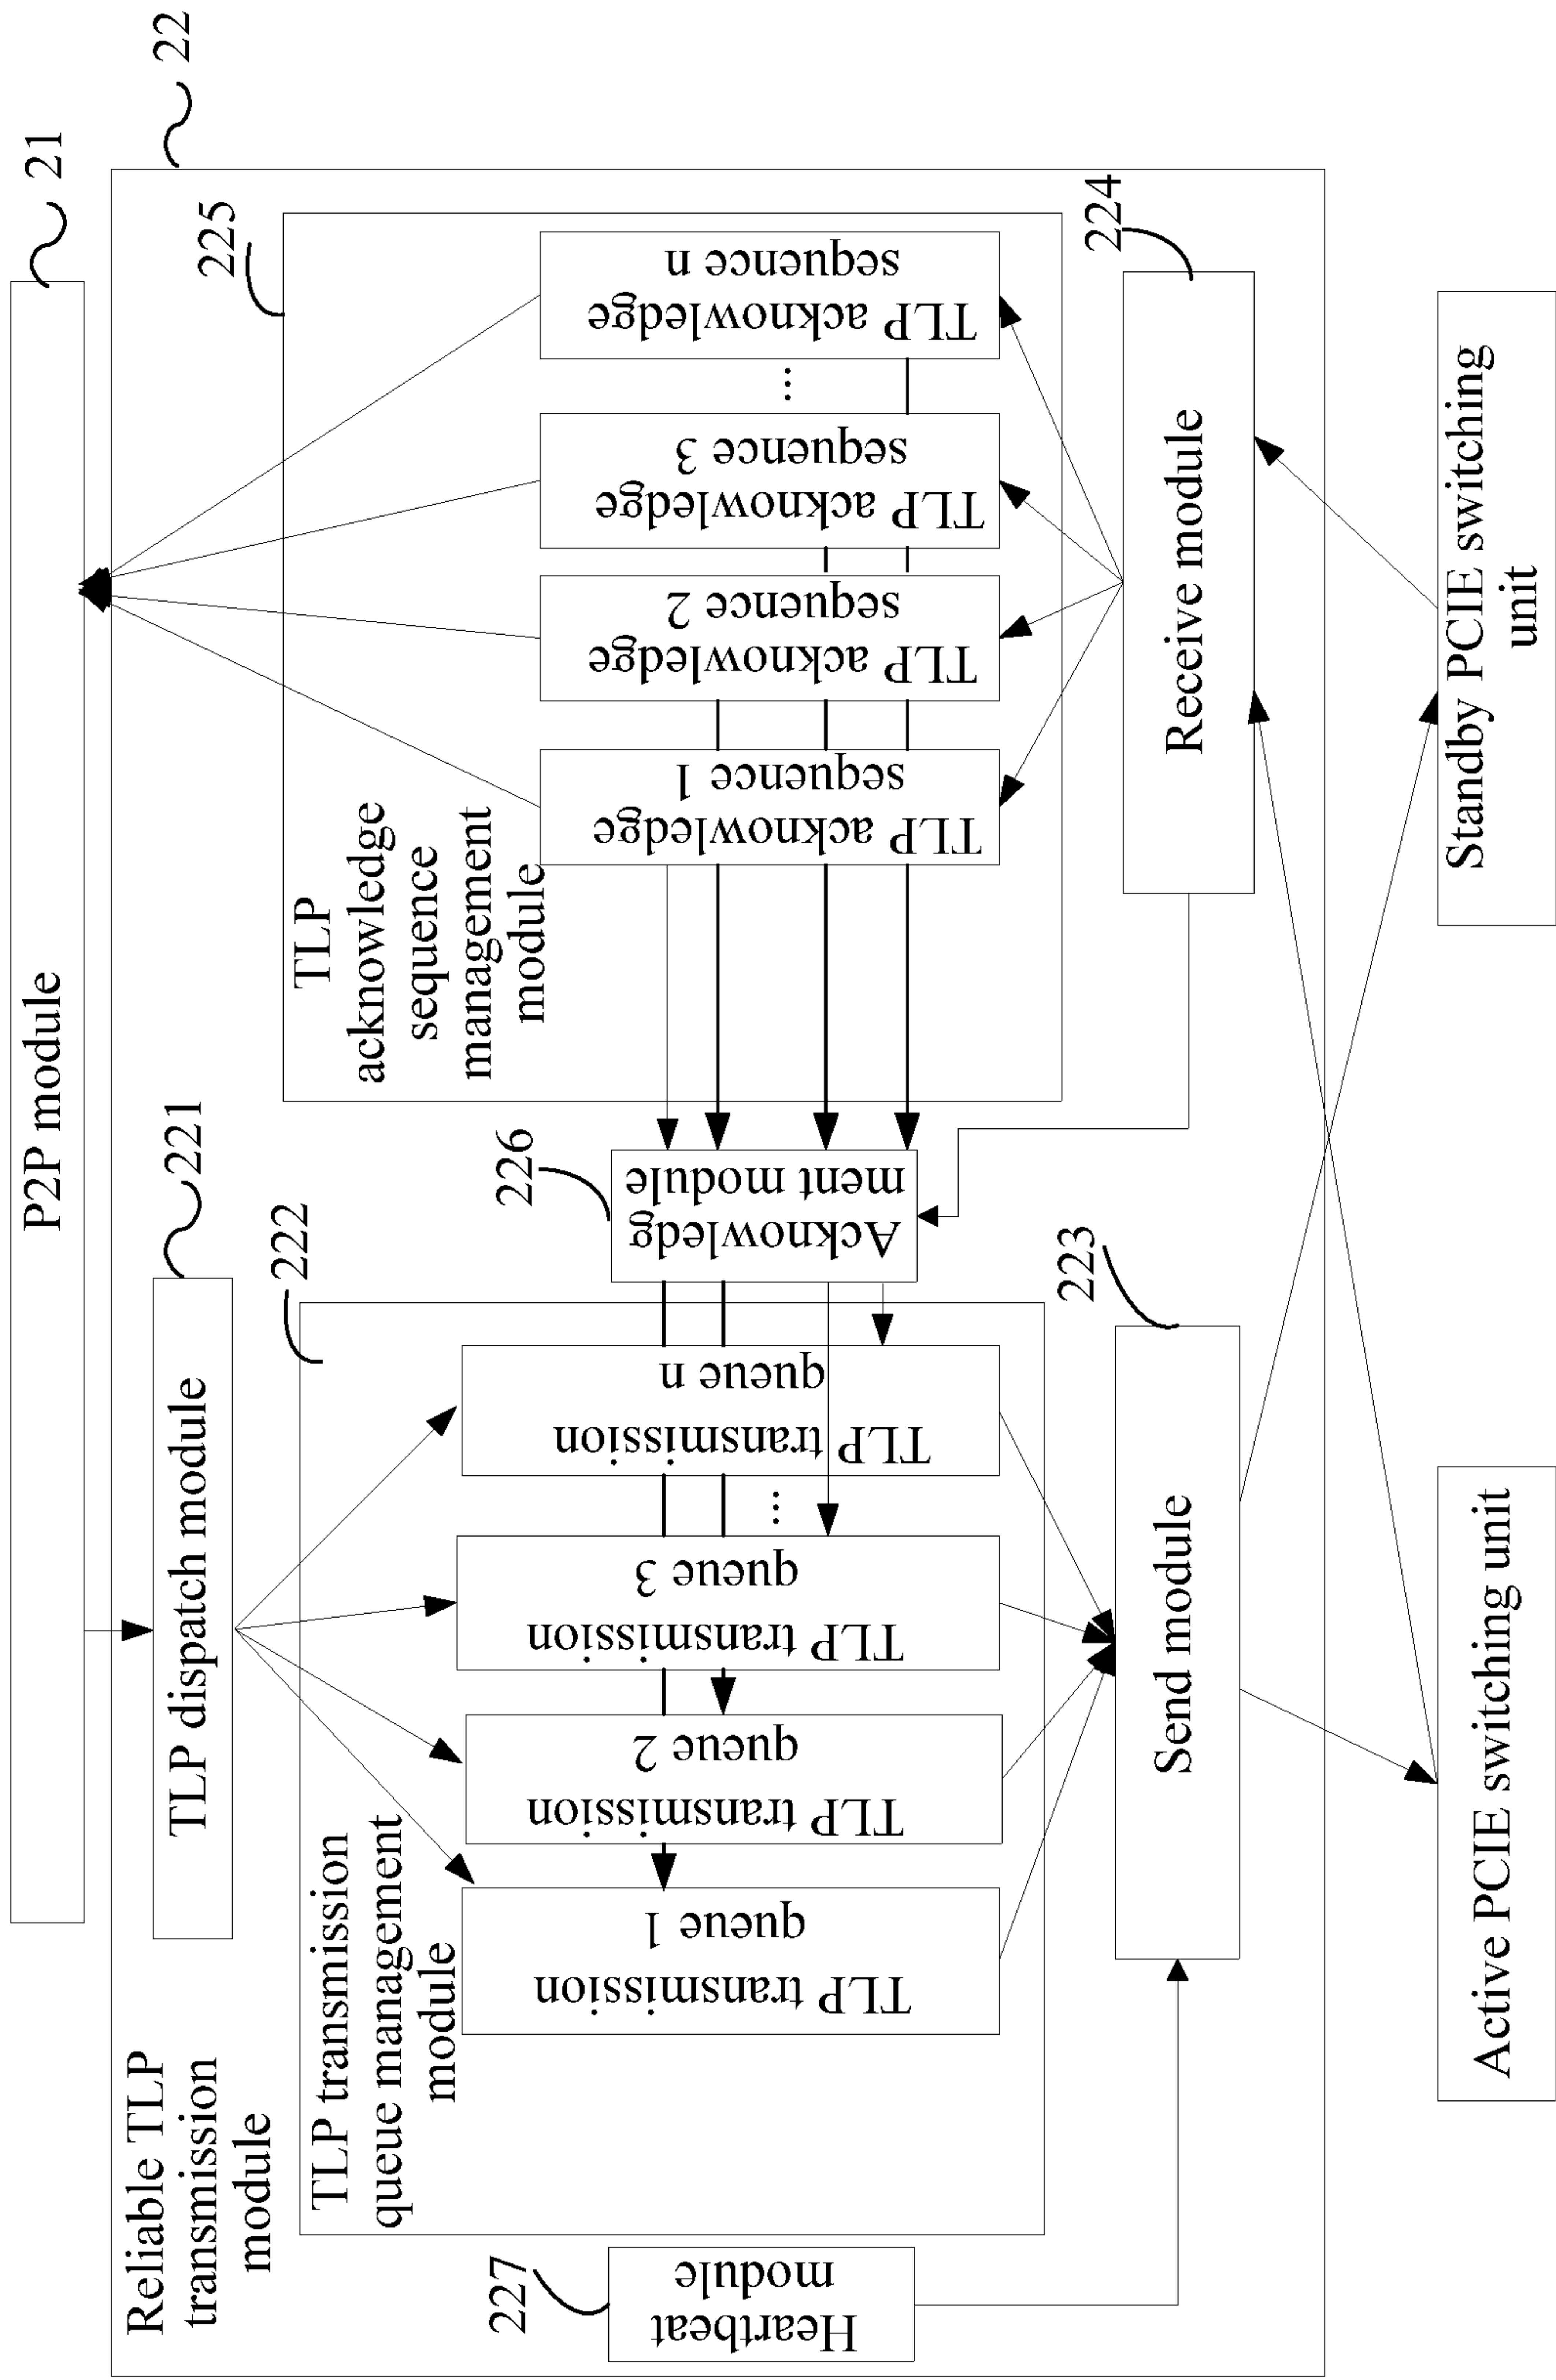 P2P module
21
22
Reliable TLP
transmission
module
TLP dispatch module
221
TLP transmission
queue management
module
222
TLP transmission
queue 1
TLP transmission
queue 2
TLP transmission
queue 3
...
TLP transmission
queue n
TLP
acknowledge
sequence
management
module
225
TLP acknowledge
sequence 1
TLP acknowledge
sequence 2
TLP acknowledge
sequence 3
...
TLP acknowledge
sequence n
227
Heartbeat
module
226
Acknowledg
ment module
Send module
223
Receive module
224
Active PCIE switching unit
Standby PCIE switching
unit